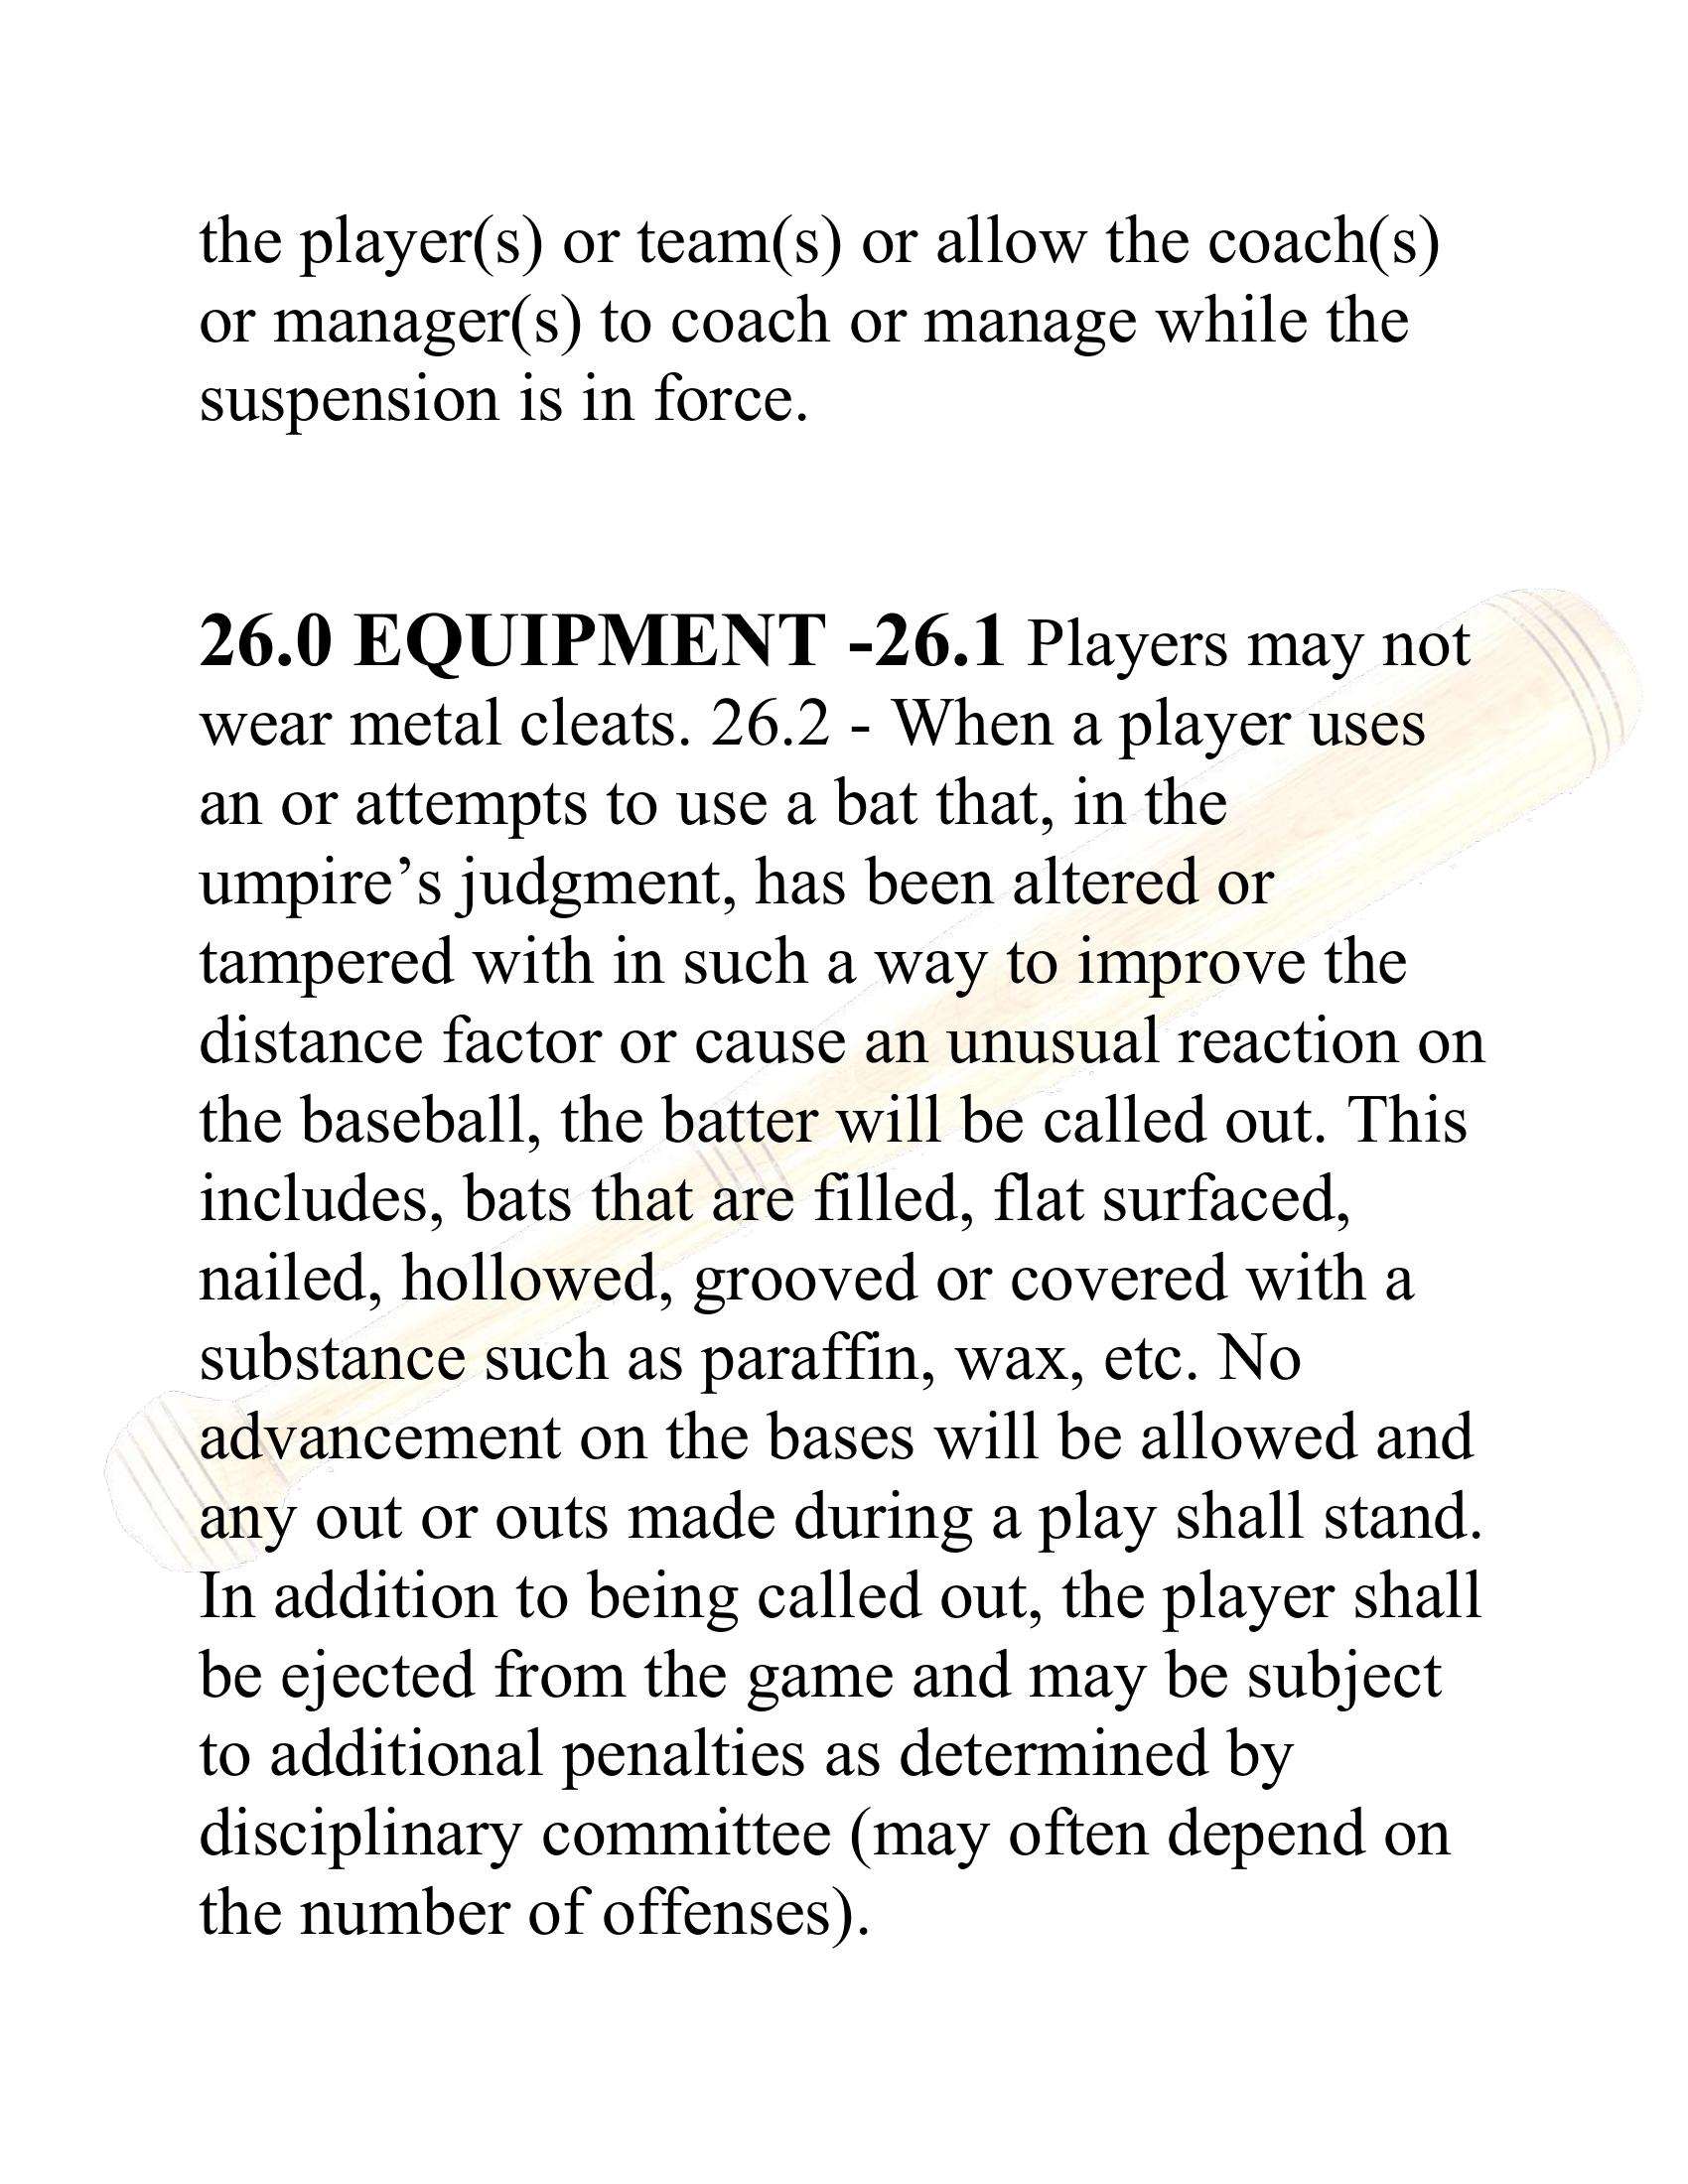 the player(s) or team(s) or allow the coach(s)
or manager(s) to coach or manage while the
suspension is in force.
26.0 EQUIPMENT -26.1 Players may not
wear metal cleats. 26.2 - When a player uses
an or attempts to use a bat that, in the
umpire’s judgment, has been altered or
tampered with in such a way to improve the
distance factor or cause an unusual reaction on
the baseball, the batter will be called out. This
includes, bats that are filled, flat surfaced,
nailed, hollowed, grooved or covered with a
substance such as paraffin, wax, etc. No
advancement on the bases will be allowed and
any out or outs made during a play shall stand.
In addition to being called out, the player shall
be ejected from the game and may be subject
to additional penalties as determined by
disciplinary committee (may often depend on
the number of offenses).